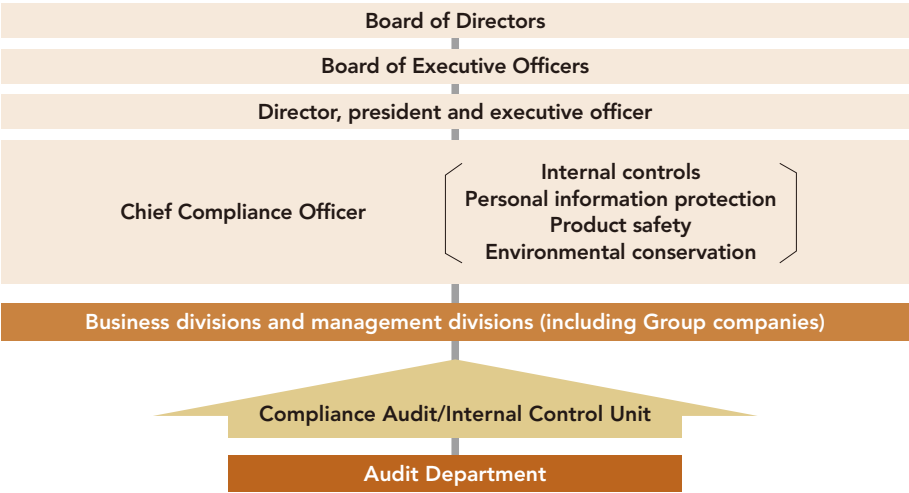 Board of Directors
Board of Executive Officers
Director, president and executive officer
Chief Compliance Officer
Internal controls
Personal information protection
Product safety
Environmental conservation
Business divisions and management divisions (including Group companies)
Compliance Audit/Internal Control Unit
Audit Department